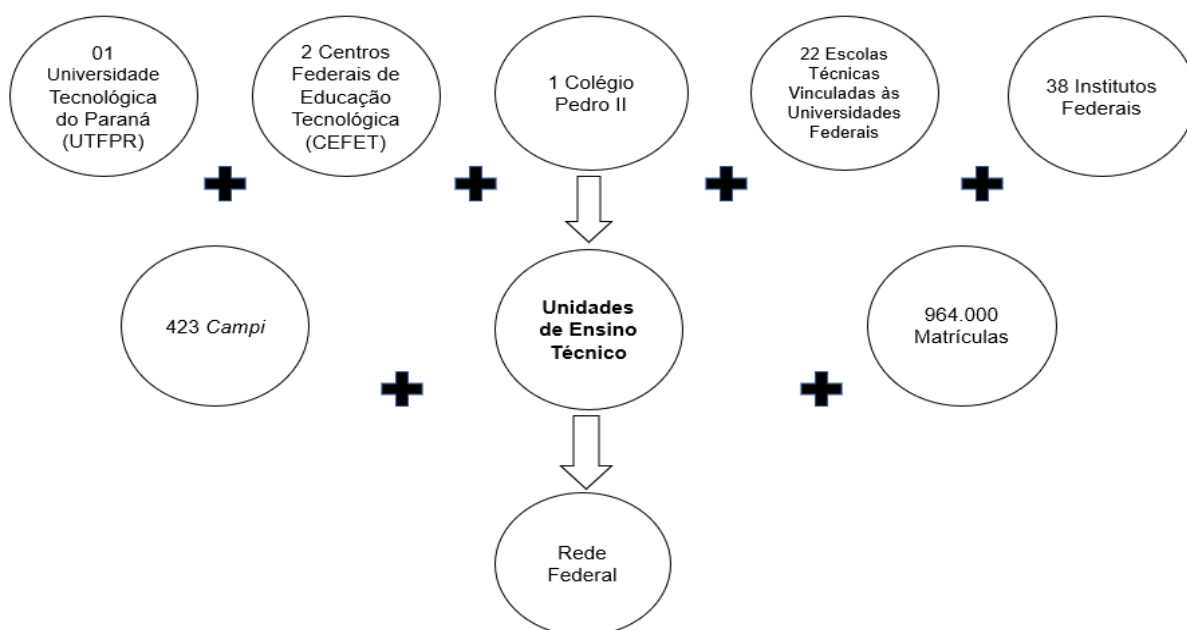 01
Universidade
Tecnológica
do Paraná
(UTFPR)
2 Centros
Federais de
Educação
Tecnológica
(CEFET)
1 Colégio
Pedro II
22 Escolas
Técnicas
Vinculadas às
Universidades
Federais
38 Institutos
Federais
423 Campi
Unidades
de Ensino
Técnico
964.000
Matrículas
Rede
Federal